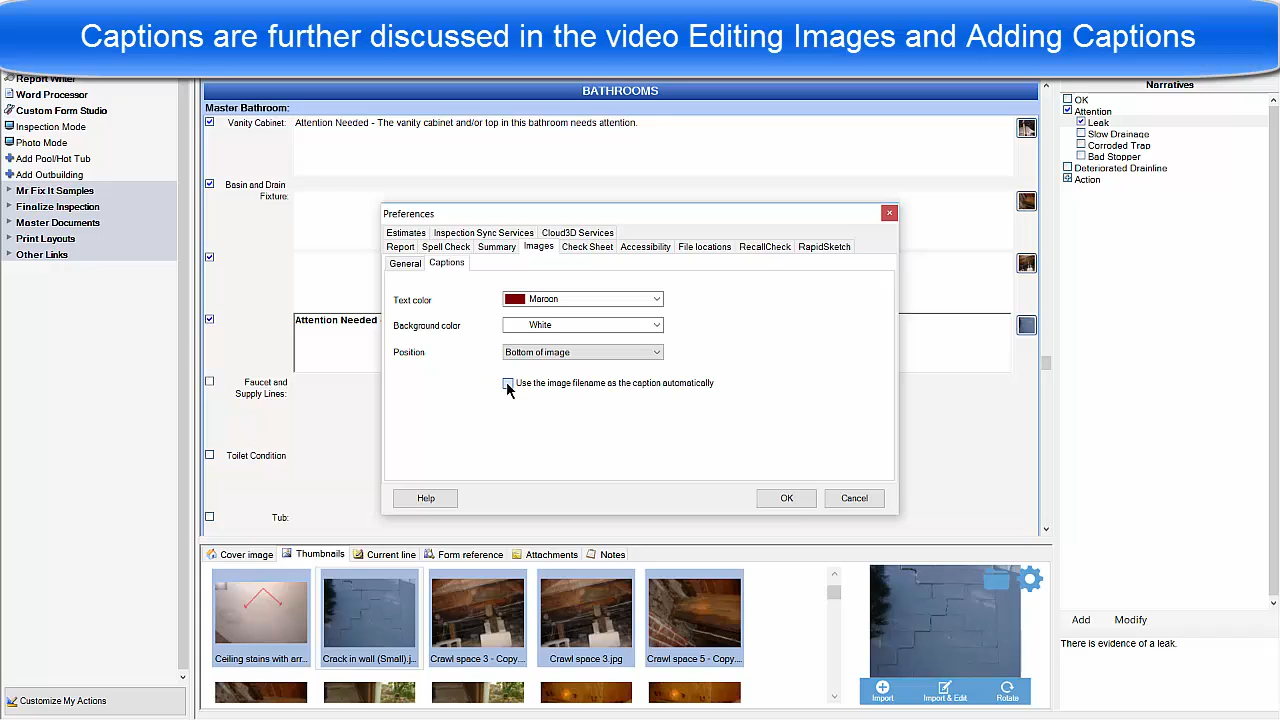 Captions are further discussed in the video Editing Images and Adding Captions
Report Writer
Word Processor
Custom Form Studio
Inspection Mode
Photo Mode
Add Pool/Hot Tub
Add Outbuilding
Mr Fix It Samples
Finalize Inspection
Master Documents
Print Layouts
Other Links
Customize My Actions
BATHROOMS
Master Bathroom:
Vanity Cabinet:
Attention Needed - The vanity cabinet and/or top in this bathroom needs attention.
Basin and Drain
Fixture:
Attention Needed
Faucet and
Supply Lines:
Toilet Condition
Tub:
Preferences
Estimates
Inspection Sync Services
Cloud3D Services
Report
Spell Check
Summary
Images
Check Sheet
Accessibility
File locations
RecallCheck
RapidSketch
General
Captions
Text color
Maroon
Background color
White
Position
Bottom of image
Use the image filename as the caption automatically
Help
OK
Cancel
Cover image
Thumbnails
Current line
Form reference
Attachments
Notes
Ceiling stains with arr...
Crack in wall (Small).j...
Crawl space 3 - Copy...
Crawl space 3.jpg
Crawl space 5 - Copy...
Import
Import & Edit
Rotate
Narratives
OK
Attention
Leak
Slow Drainage
Corroded Trap
Bad Stopper
Deteriorated Drainline
Action
Add
Modify
There is evidence of a leak.